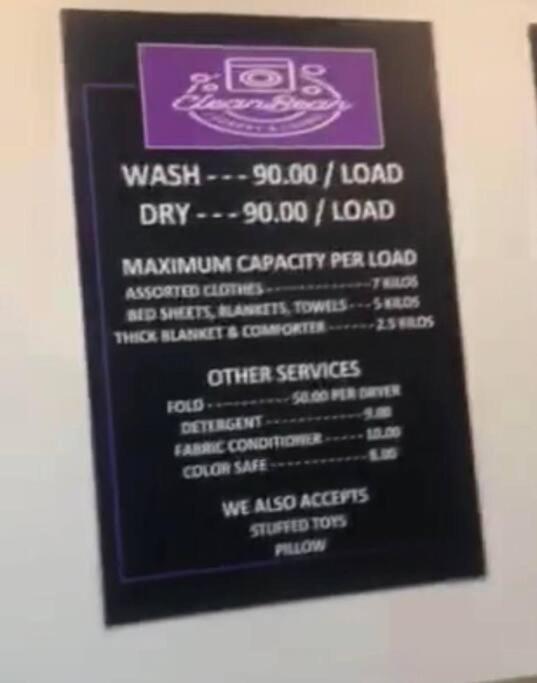 CleanBean
WASH - - - 90.00 / LOAD
DRY - - - 90.00 / LOAD
MAXIMUM CAPACITY PER LOAD
ASSORTED CLOTHES - - - - - - - - - - - - - - - 7 KILOS
BED SHEETS, BLANKETS, TOWELS - - - 5 KILOS
THICK BLANKET & COMFORTER - - - - - - 2.5 KILOS
OTHER SERVICES
FOLD - - - - - - - - - - - 50.00 PER DRYER
DETERGENT - - - - - - - - - - - - - 9.00
FABRIC CONDITIONER - - - - - 10.00
COLOR SAFE - - - - - - - - - - - - - 8.00
WE ALSO ACCEPTS
STUFFED TOYS
PILLOW